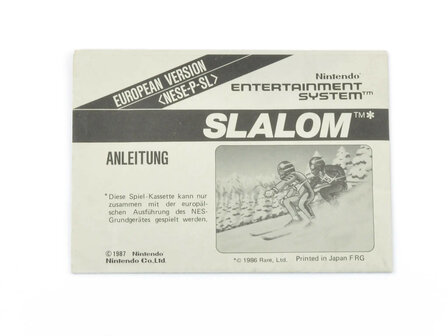 EUROPEAN VERSION
<NESE-P-SL>
Nintendo®
ENTERTAINMENT
SYSTEM™
SLALOM™*
ANLEITUNG
*Diese Spiel-Kassette kann nur
zusammen mit der europäi-
schen Ausführung des NES-
Grundgerätes gespielt werden.
©1987 Nintendo®
Nintendo Co., Ltd.
*© 1986 Rare, Ltd. Printed in Japan FRG